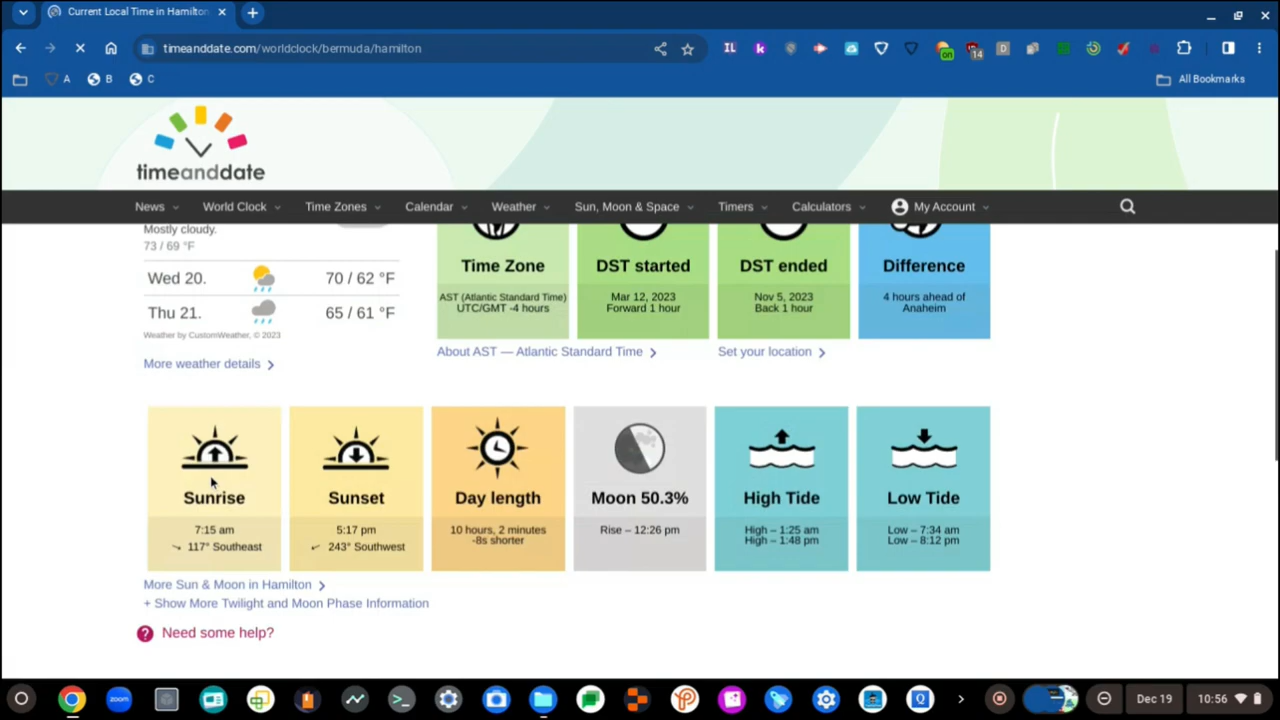 Current Local Time in Hamilton
timeanddate.com/worldclock/bermuda/hamilton
IL
k
on
14
D
A
B
C
All Bookmarks
timeanddate
News
World Clock
Time Zones
Calendar
Weather
Sun, Moon & Space
Timers
Calculators
My Account
Mostly cloudy.
73 / 69 °F
Wed 20.
70 / 62 °F
Thu 21.
65 / 61 °F
Weather by CustomWeather, © 2023
More weather details
Time Zone
AST (Atlantic Standard Time)
UTC/GMT -4 hours
DST started
Mar 12, 2023
Forward 1 hour
DST ended
Nov 5, 2023
Back 1 hour
Difference
4 hours ahead of
Anaheim
About AST — Atlantic Standard Time
Set your location
Sunrise
7:15 am
117° Southeast
Sunset
5:17 pm
243° Southwest
Day length
10 hours, 2 minutes
-8s shorter
Moon 50.3%
Rise – 12:26 pm
High Tide
High – 1:25 am
High – 1:48 pm
Low Tide
Low – 7:34 am
Low – 8:12 pm
More Sun & Moon in Hamilton
+ Show More Twilight and Moon Phase Information
? Need some help?
zoom
Q
Dec 19
10:56